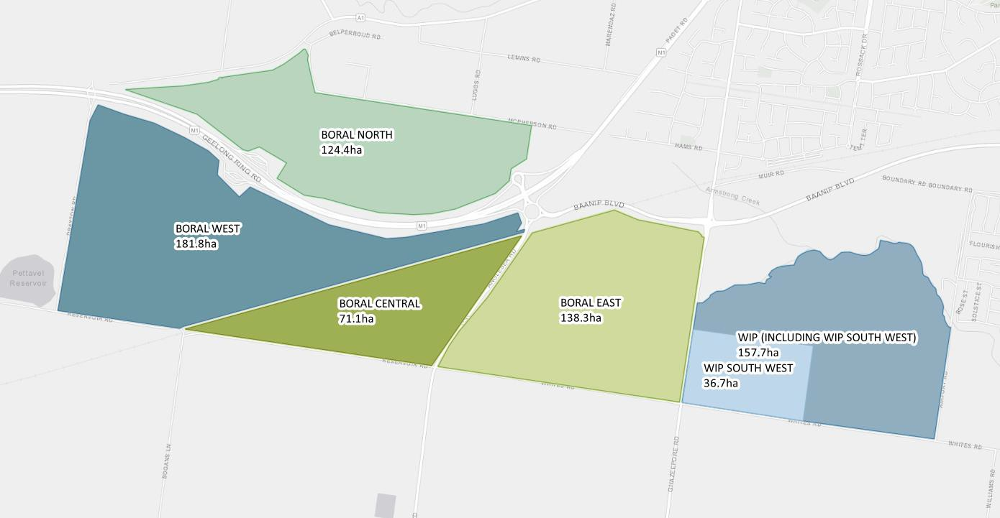 A1
BELPERROUD RD
MARENDAZ RD
PAGET RD
M1
LEMINS RD
ROSSACK DR
LUGGS RD
MCPHERSON RD
M1
BORAL NORTH
124.4ha
GEELONG RING RD
HAMS RD
MUIR RD
BOUNDARY RD BOUNDARY RD
BAANIP BLVD
Armstrong Creek
BAANIP BLVD
M1
BORAL WEST
181.8ha
FLOURISH
Pettavel
Reservoir
ANGLESEA RD
BORAL CENTRAL
71.1ha
BORAL EAST
138.3ha
ROSE ST
SOLSTICE ST
RESERVOIR RD
WIP (INCLUDING WIP SOUTH WEST)
157.7ha
WIP SOUTH WEST
36.7ha
RESERVOIR RD
WHITES RD
AIRPORT RD
WHITES RD
WHITES RD
BOGANS LN
GHAZEEPORE RD
WILLIAMS RD
RD